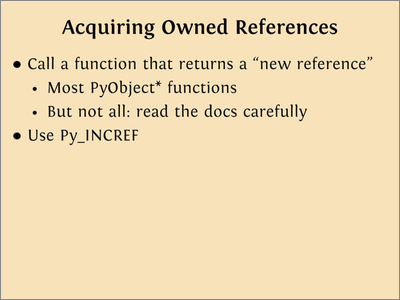 Acquiring Owned References
● Call a function that returns a “new reference”
• Most PyObject* functions
• But not all: read the docs carefully
● Use Py_INCREF